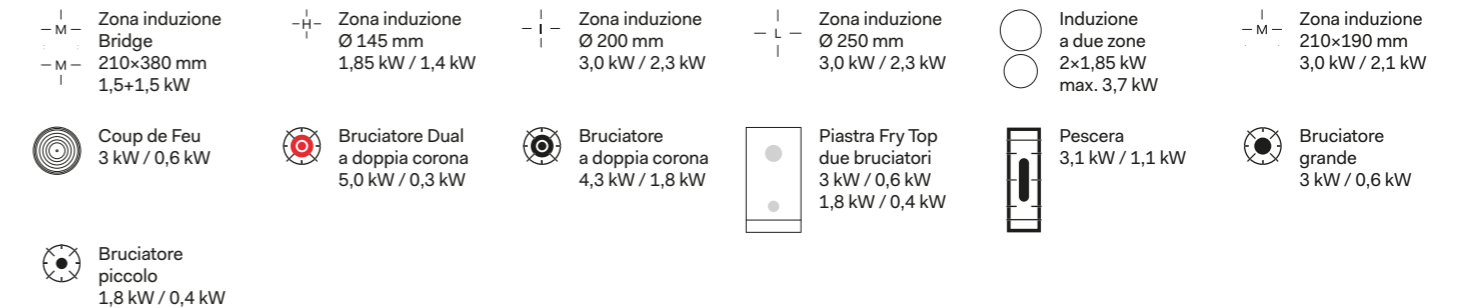 M
M
Zona induzione
Bridge
210×380 mm
1,5+1,5 kW
H
Zona induzione
Ø 145 mm
1,85 kW / 1,4 kW
I
Zona induzione
Ø 200 mm
3,0 kW / 2,3 kW
L
Zona induzione
Ø 250 mm
3,0 kW / 2,3 kW
Induzione
a due zone
2×1,85 kW
max. 3,7 kW
M
Zona induzione
210×190 mm
3,0 kW / 2,1 kW
Coup de Feu
3 kW / 0,6 kW
Bruciatore Dual
a doppia corona
5,0 kW / 0,3 kW
Bruciatore
a doppia corona
4,3 kW / 1,8 kW
Piastra Fry Top
due bruciatori
3 kW / 0,6 kW
1,8 kW / 0,4 kW
Pescera
3,1 kW / 1,1 kW
Bruciatore
grande
3 kW / 0,6 kW
Bruciatore
piccolo
1,8 kW / 0,4 kW